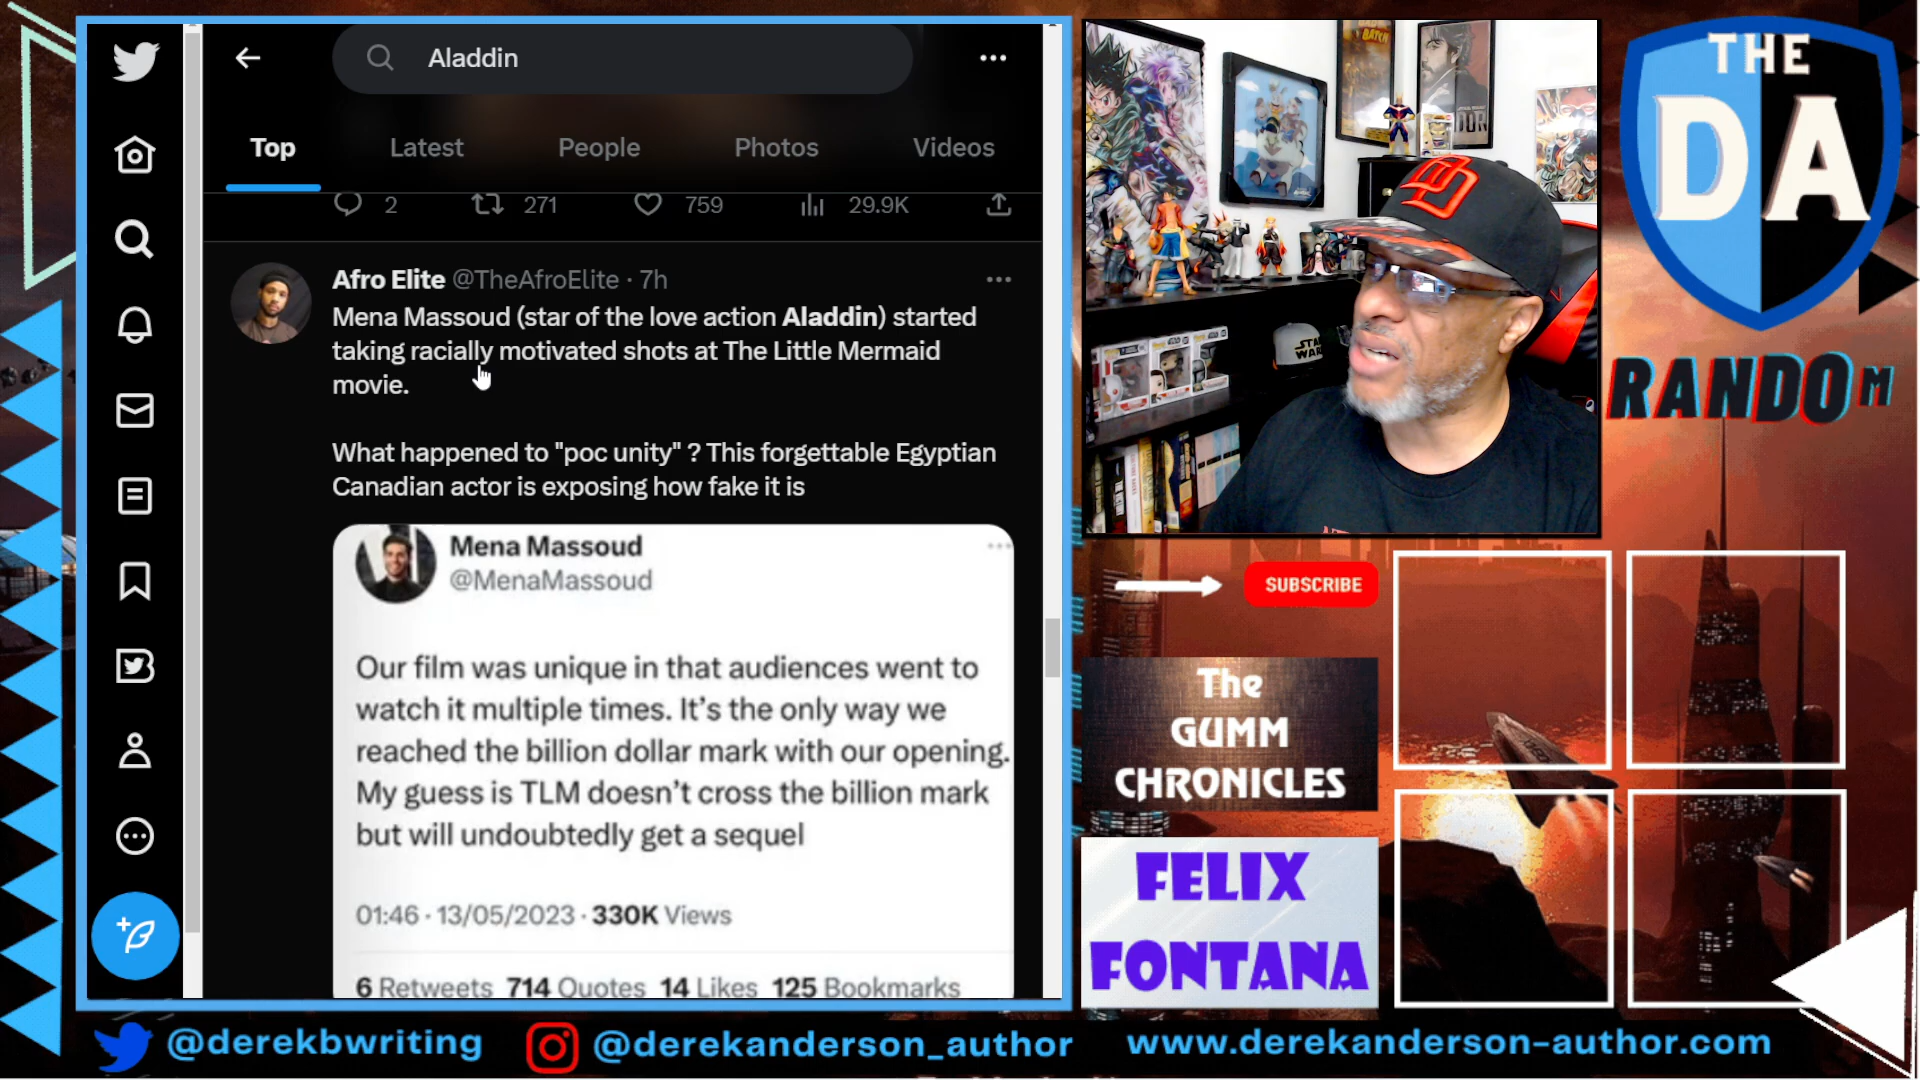 Aladdin
Top Latest People Photos Videos
2 271 759 29.9K
Afro Elite @TheAfroElite · 7h
Mena Massoud (star of the love action Aladdin) started
taking racially motivated shots at The Little Mermaid
movie.
What happened to "poc unity" ? This forgettable Egyptian
Canadian actor is exposing how fake it is
Mena Massoud
@MenaMassoud
Our film was unique in that audiences went to
watch it multiple times. It’s the only way we
reached the billion dollar mark with our opening.
My guess is TLM doesn’t cross the billion mark
but will undoubtedly get a sequel
01:46 · 13/05/2023 · 330K Views
6 Retweets 714 Quotes 14 Likes 125 Bookmarks
BATCH
STAR
WARS
THE
DA
RANDOM
SUBSCRIBE
The
GUMM
CHRONICLES
FELIX
FONTANA
@derekbwriting @derekanderson_author www.derekanderson-author.com